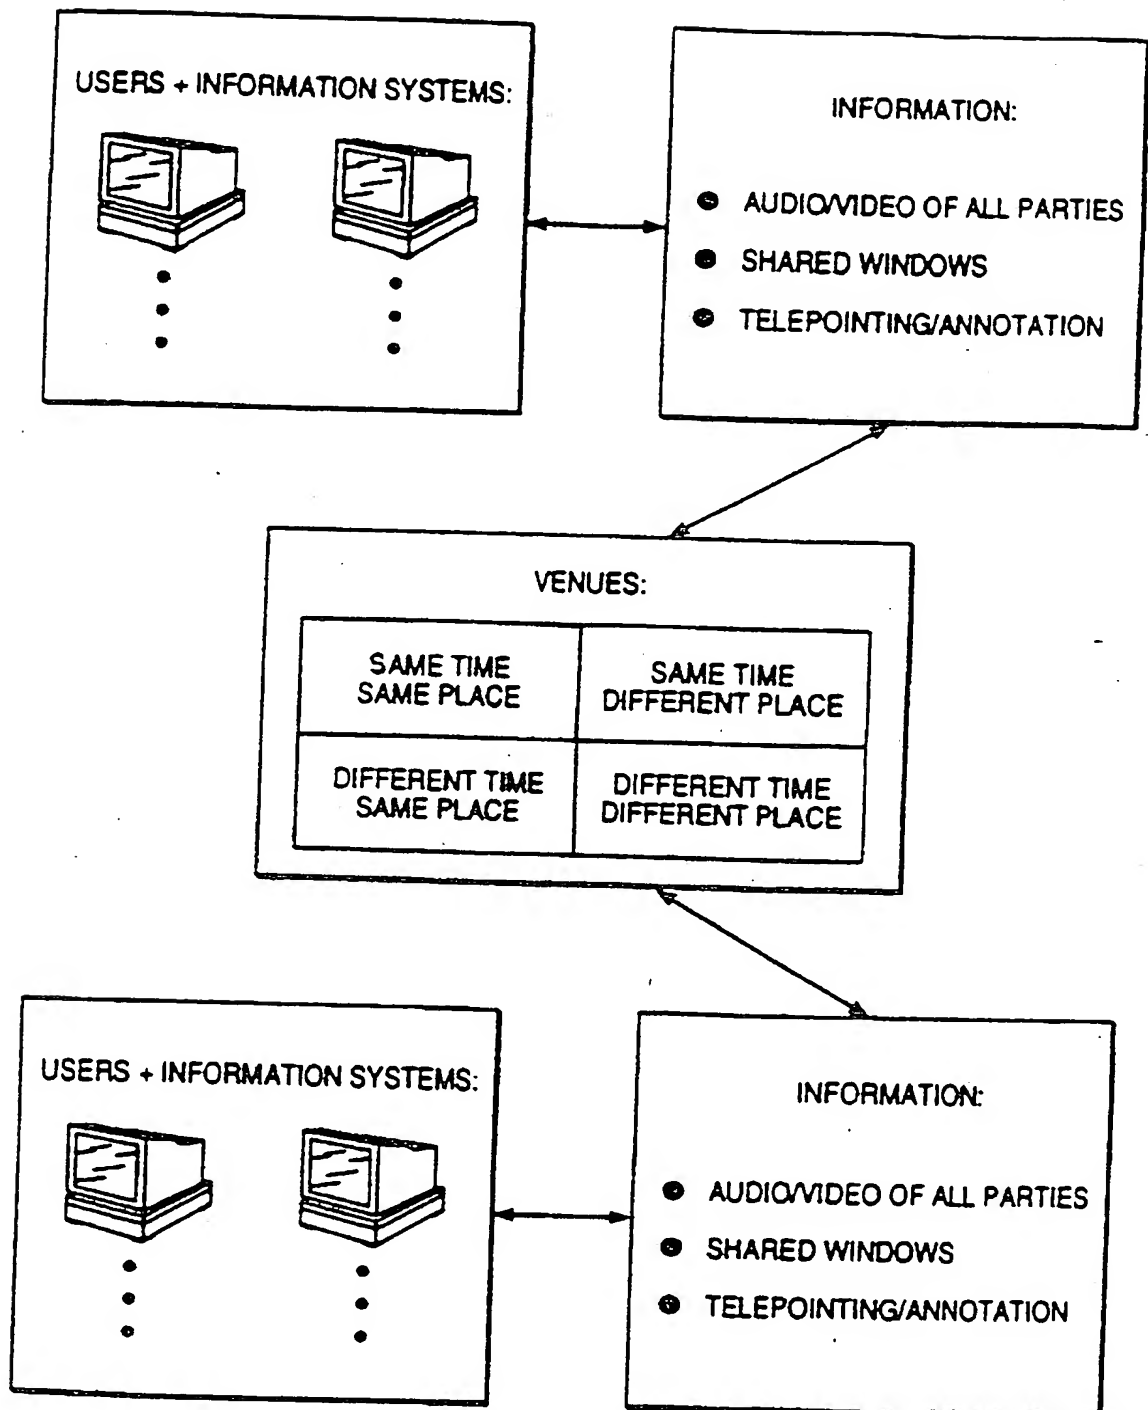 USERS + INFORMATION SYSTEMS:
INFORMATION:
• AUDIO/VIDEO OF ALL PARTIES
• SHARED WINDOWS
• TELEPOINTING/ANNOTATION
VENUES:
SAME TIME
SAME PLACE
SAME TIME
DIFFERENT PLACE
DIFFERENT TIME
SAME PLACE
DIFFERENT TIME
DIFFERENT PLACE
USERS + INFORMATION SYSTEMS:
INFORMATION:
• AUDIO/VIDEO OF ALL PARTIES
• SHARED WINDOWS
• TELEPOINTING/ANNOTATION